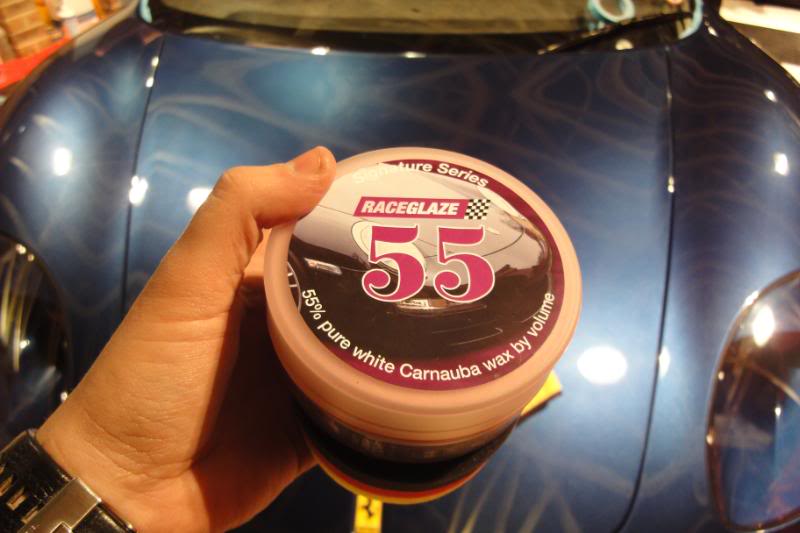 Signature Series
RACEGLAZE
55
55% pure white Carnauba wax by volume